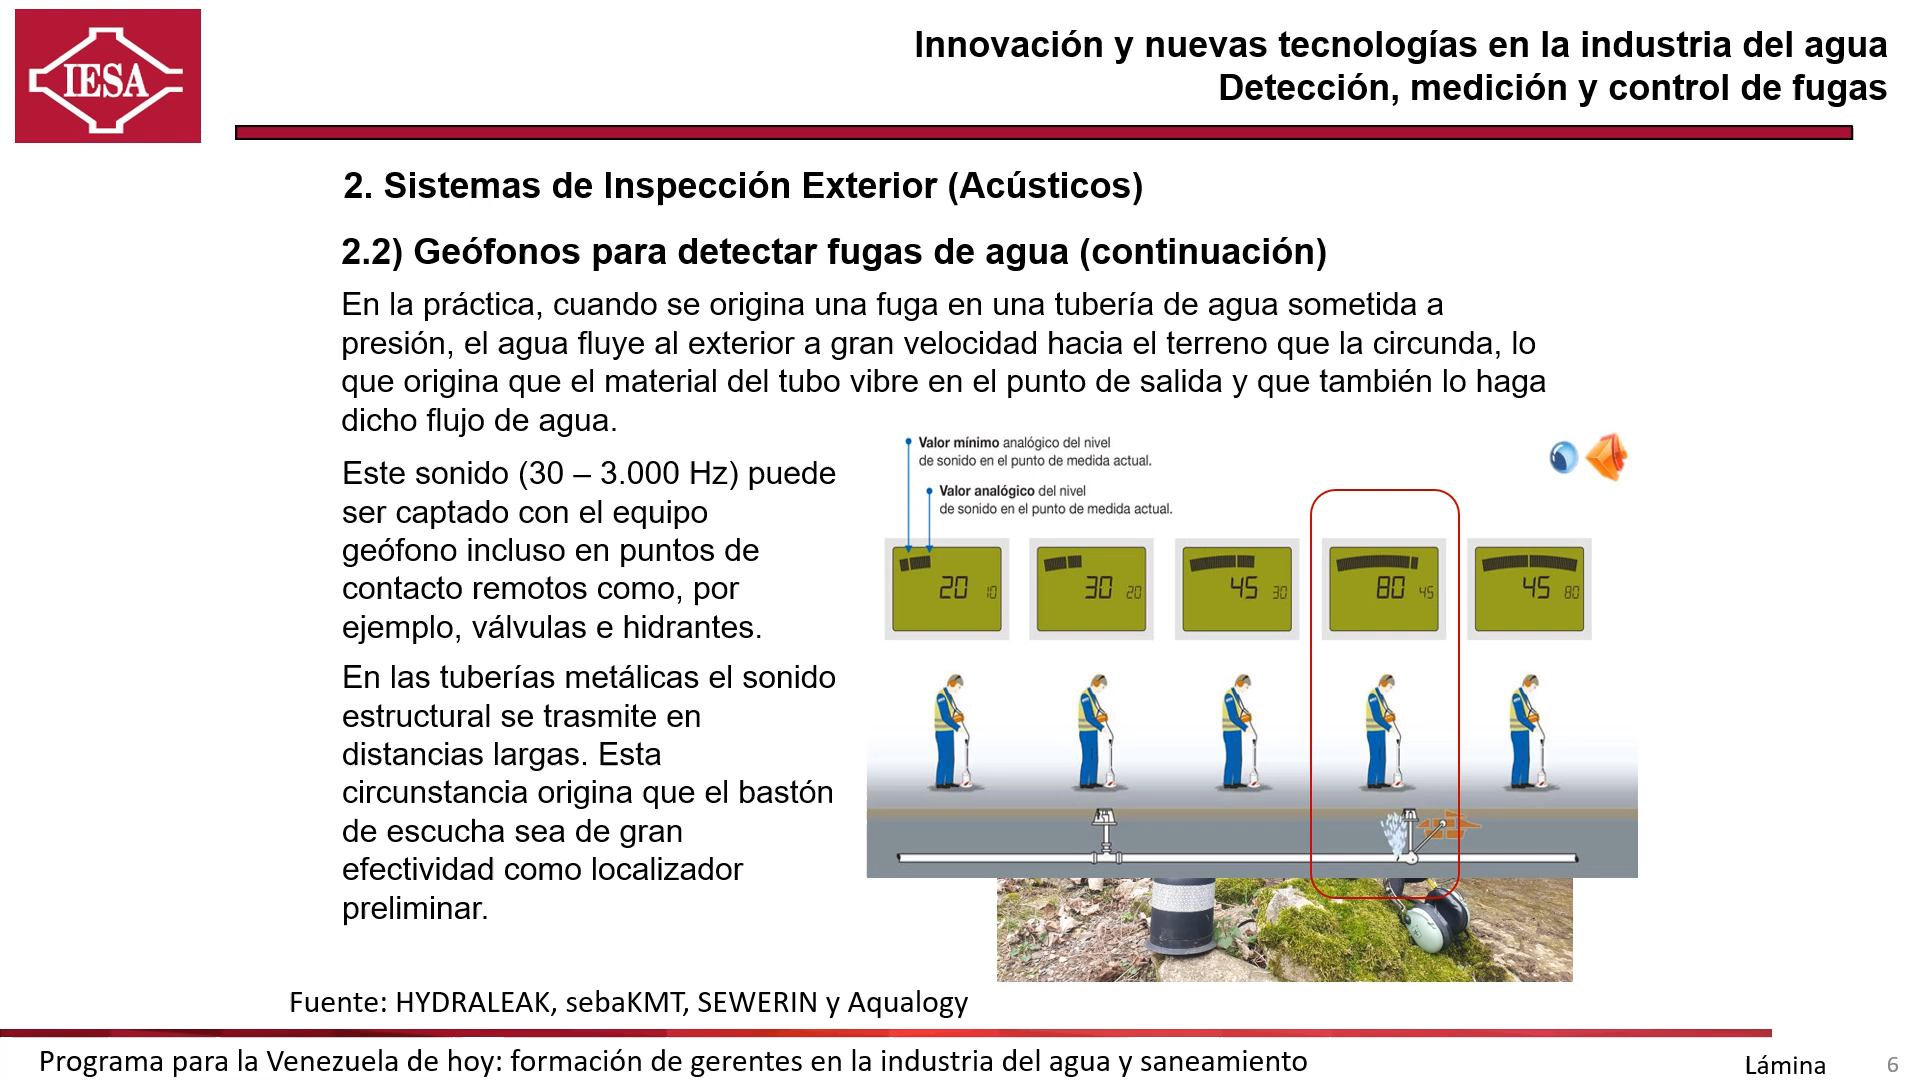 IESA
Innovación y nuevas tecnologías en la industria del agua
Detección, medición y control de fugas
2. Sistemas de Inspección Exterior (Acústicos)
2.2) Geófonos para detectar fugas de agua (continuación)
En la práctica, cuando se origina una fuga en una tubería de agua sometida a
presión, el agua fluye al exterior a gran velocidad hacia el terreno que la circunda, lo
que origina que el material del tubo vibre en el punto de salida y que también lo haga
dicho flujo de agua.
Este sonido (30 – 3.000 Hz) puede
ser captado con el equipo
geófono incluso en puntos de
contacto remotos como, por
ejemplo, válvulas e hidrantes.
En las tuberías metálicas el sonido
estructural se trasmite en
distancias largas. Esta
circunstancia origina que el bastón
de escucha sea de gran
efectividad como localizador
preliminar.
Valor mínimo analógico del nivel
de sonido en el punto de medida actual.
Valor analógico del nivel
de sonido en el punto de medida actual.
20 10
30 20
45 30
80 45
45 80
Fuente: HYDRALEAK, sebaKMT, SEWERIN y Aqualogy
Programa para la Venezuela de hoy: formación de gerentes en la industria del agua y saneamiento
Lámina 6